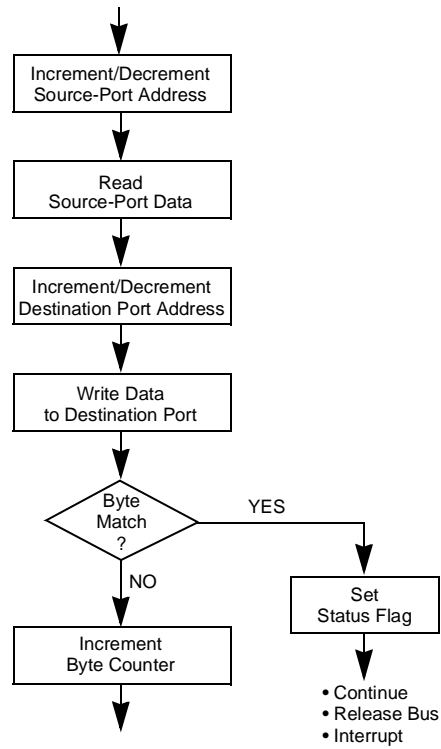 Increment/Decrement
Source-Port Address
Read
Source-Port Data
Increment/Decrement
Destination Port Address
Write Data
to Destination Port
Byte
Match
?
YES
NO
Set
Status Flag
Increment
Byte Counter
• Continue
• Release Bus
• Interrupt